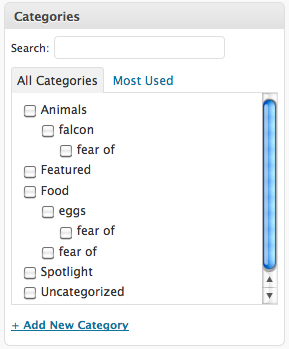 Categories
Search:
All Categories Most Used
Animals
falcon
fear of
Featured
Food
eggs
fear of
fear of
Spotlight
Uncategorized
+ Add New Category